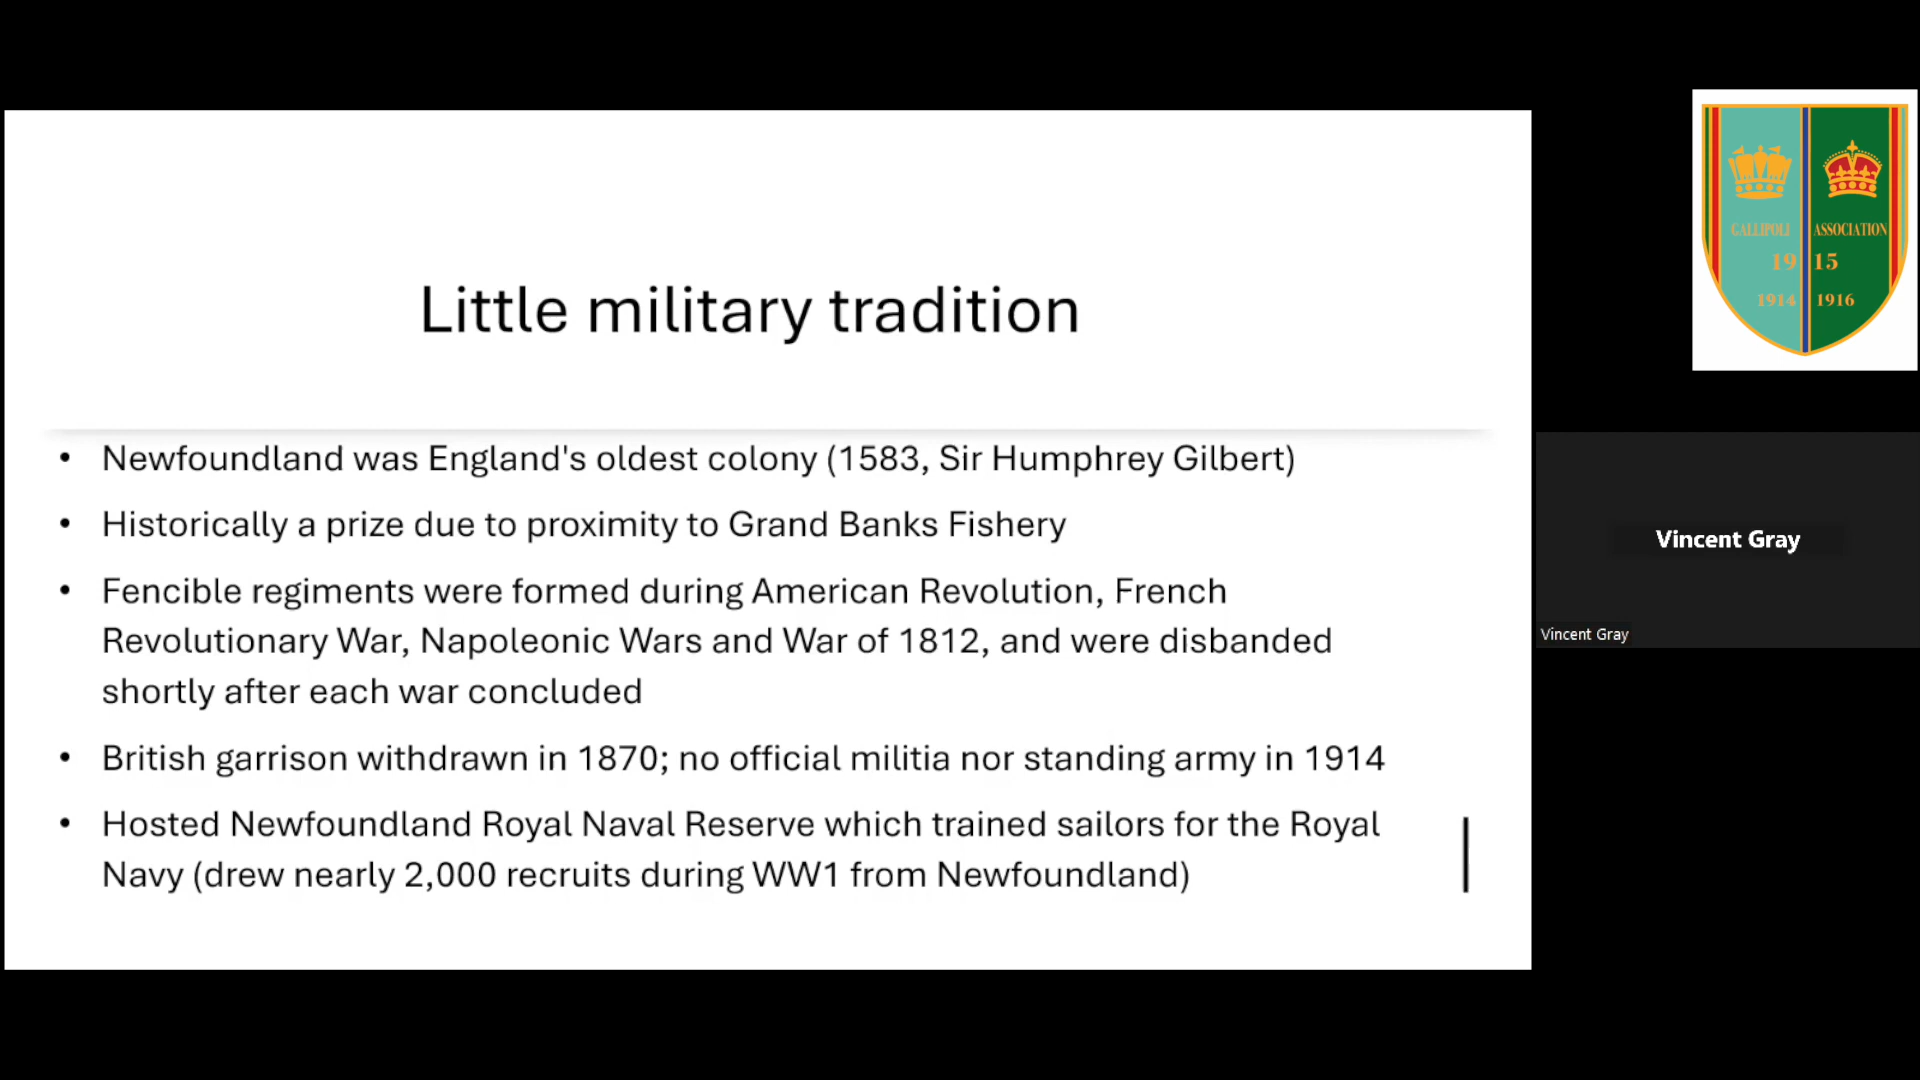 Little military tradition
• Newfoundland was England's oldest colony (1583, Sir Humphrey Gilbert)
• Historically a prize due to proximity to Grand Banks Fishery
• Fencible regiments were formed during American Revolution, French
Revolutionary War, Napoleonic Wars and War of 1812, and were disbanded
shortly after each war concluded
• British garrison withdrawn in 1870; no official militia nor standing army in 1914
• Hosted Newfoundland Royal Naval Reserve which trained sailors for the Royal
Navy (drew nearly 2,000 recruits during WW1 from Newfoundland)
GALLIPOLI ASSOCIATION
19 15
1914 1916
Vincent Gray
Vincent Gray